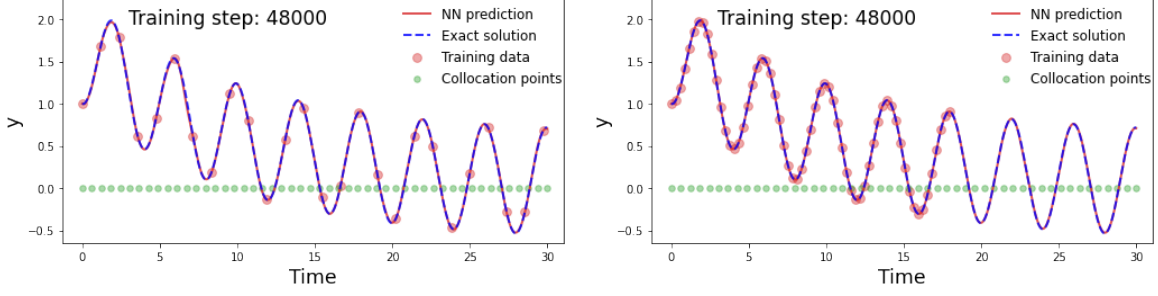 Training step: 48000
NN prediction
Exact solution
Training data
Collocation points
y
2.0
1.5
1.0
0.5
0.0
−0.5
0 5 10 15 20 25 30
Time
Training step: 48000
NN prediction
Exact solution
Training data
Collocation points
y
2.0
1.5
1.0
0.5
0.0
−0.5
0 5 10 15 20 25 30
Time